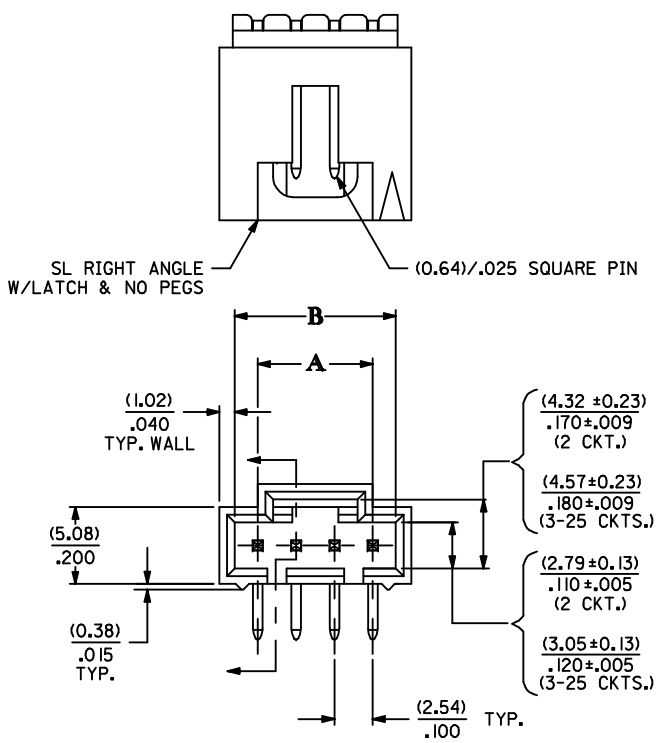 SL RIGHT ANGLE
W/LATCH & NO PEGS
(0.64)/.025 SQUARE PIN
B
A
(1.02)
.040
TYP. WALL
(4.32 ±0.23)
.170±.009
(2 CKT.)
(4.57±0.23)
.180±.009
(3-25 CKTS.)
(5.08)
.200
(2.79±0.13)
.110±.005
(2 CKT.)
(0.38)
.015
TYP.
(3.05±0.13)
.120±.005
(3-25 CKTS.)
(2.54)
.100
TYP.